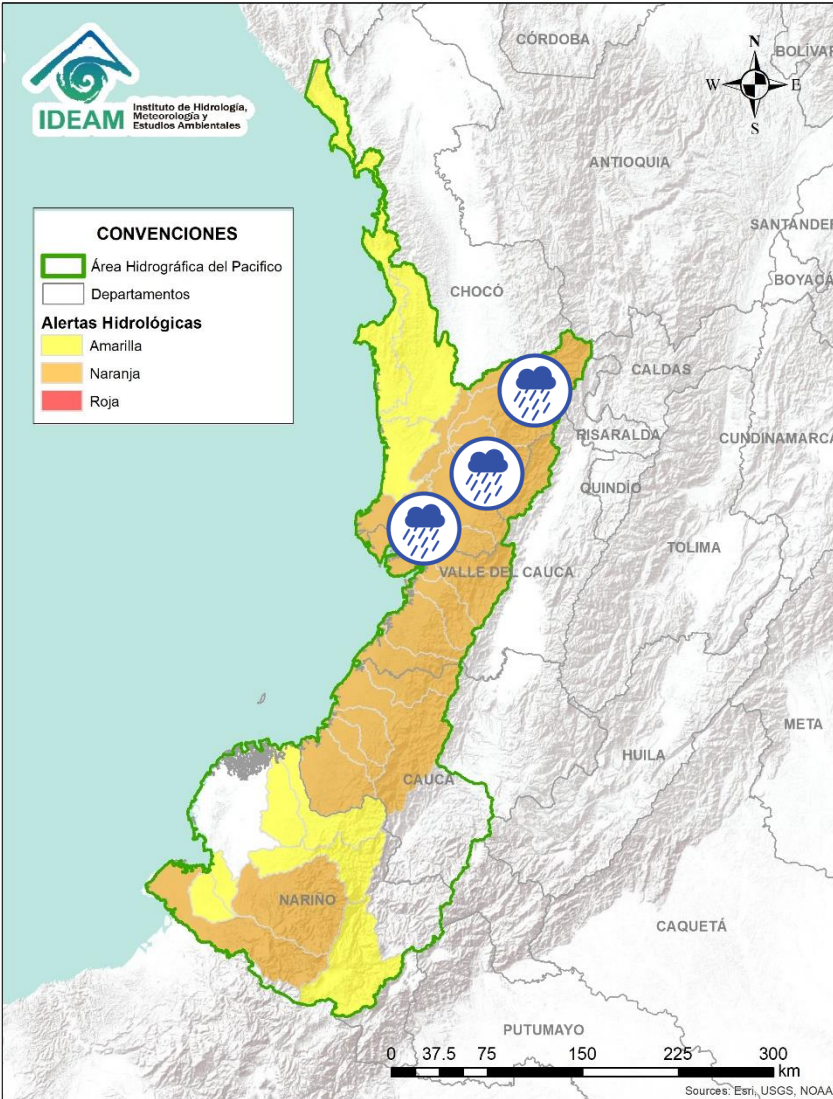 IDEAM
Instituto de Hidrología,
Meteorología y
Estudios Ambientales
CÓRDOBA
BOLÍVAR
N
W
E
S
ANTIOQUIA
SANTANDER
CONVENCIONES
Área Hidrográfica del Pacifico
Departamentos
Alertas Hidrológicas
Amarilla
Naranja
Roja
BOYACÁ
CHOCÓ
CALDAS
RISARALDA
CUNDINAMARCA
QUINDÍO
TOLIMA
VALLE DEL CAUCA
META
HUILA
CAUCA
NARIÑO
CAQUETÁ
PUTUMAYO
0 37.5 75 150 225 300
km
Sources: Esri, USGS, NOAA